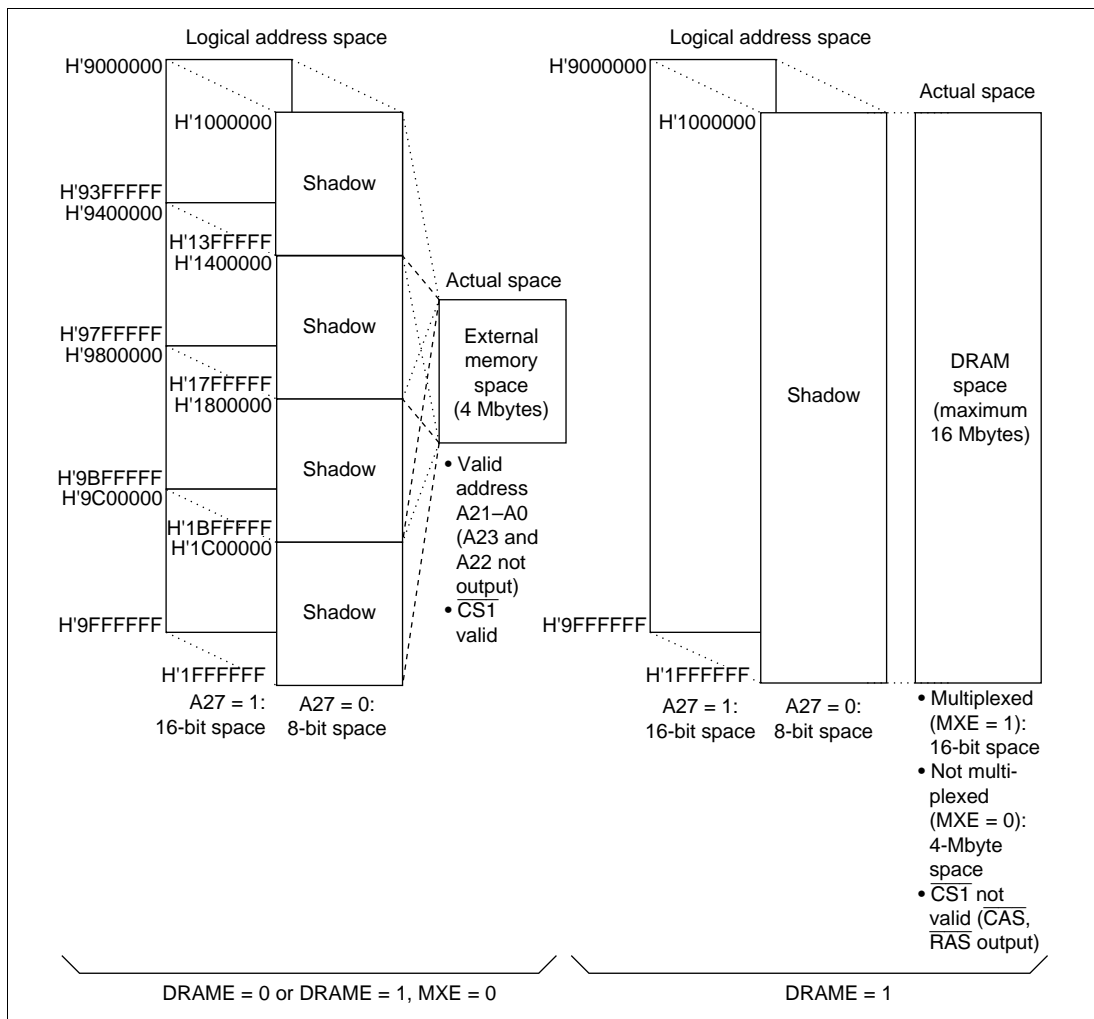 Logical address space
H'9000000
H'1000000
Shadow
H'93FFFFF
H'9400000
H'13FFFFF
H'1400000
Shadow
H'97FFFFF
H'9800000
H'17FFFFF
H'1800000
Shadow
H'9BFFFFF
H'9C00000
H'1BFFFFF
H'1C00000
Shadow
H'9FFFFFF
H'1FFFFFF
A27 = 1:
16-bit space
A27 = 0:
8-bit space
Actual space
External
memory
space
(4 Mbytes)
• Valid
address
A21–A0
(A23 and
A22 not
output)
• CS1
valid
DRAME = 0 or DRAME = 1, MXE = 0
Logical address space
H'9000000
H'1000000
Shadow
H'9FFFFFF
H'1FFFFFF
A27 = 1:
16-bit space
A27 = 0:
8-bit space
Actual space
DRAM
space
(maximum
16 Mbytes)
• Multiplexed
(MXE = 1):
16-bit space
• Not multi-
plexed
(MXE = 0):
4-Mbyte
space
• CS1 not
valid (CAS,
RAS output)
DRAME = 1